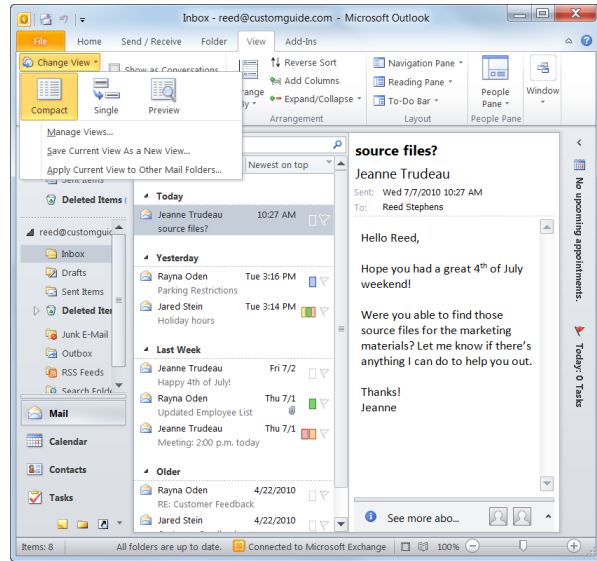 Inbox - reed@customguide.com - Microsoft Outlook
File Home Send / Receive Folder View Add-Ins
Change View
Show as Conversations
Reverse Sort
Add Columns
Expand/Collapse
Arrangement
Navigation Pane
Reading Pane
To-Do Bar
Layout
People
Pane
People Pane
Window
Compact Single Preview
Manage Views...
Save Current View As a New View...
Apply Current View to Other Mail Folders...
Newest on top
Sent Items
Deleted Items
reed@customguid
Inbox
Drafts
Sent Items
Deleted Iter
Junk E-Mail
Outbox
RSS Feeds
Search Folde
Mail
Calendar
Contacts
Tasks
Today
Jeanne Trudeau 10:27 AM
source files?
Yesterday
Rayna Oden Tue 3:16 PM
Parking Restrictions
Jared Stein Tue 3:14 PM
Holiday hours
Last Week
Jeanne Trudeau Fri 7/2
Happy 4th of July!
Rayna Oden Thu 7/1
Updated Employee List
Jeanne Trudeau Thu 7/1
Meeting: 2:00 p.m. today
Older
Rayna Oden 4/22/2010
RE: Customer Feedback
Jared Stein 4/22/2010
source files?
Jeanne Trudeau
Sent: Wed 7/7/2010 10:27 AM
To: Reed Stephens
Hello Reed,
Hope you had a great 4th of July
weekend!
Were you able to find those
source files for the marketing
materials? Let me know if there's
anything I can do to help you out.
Thanks!
Jeanne
See more abo...
No upcoming appointments.
Today: 0 Tasks
Items: 8 All folders are up to date. Connected to Microsoft Exchange 100%